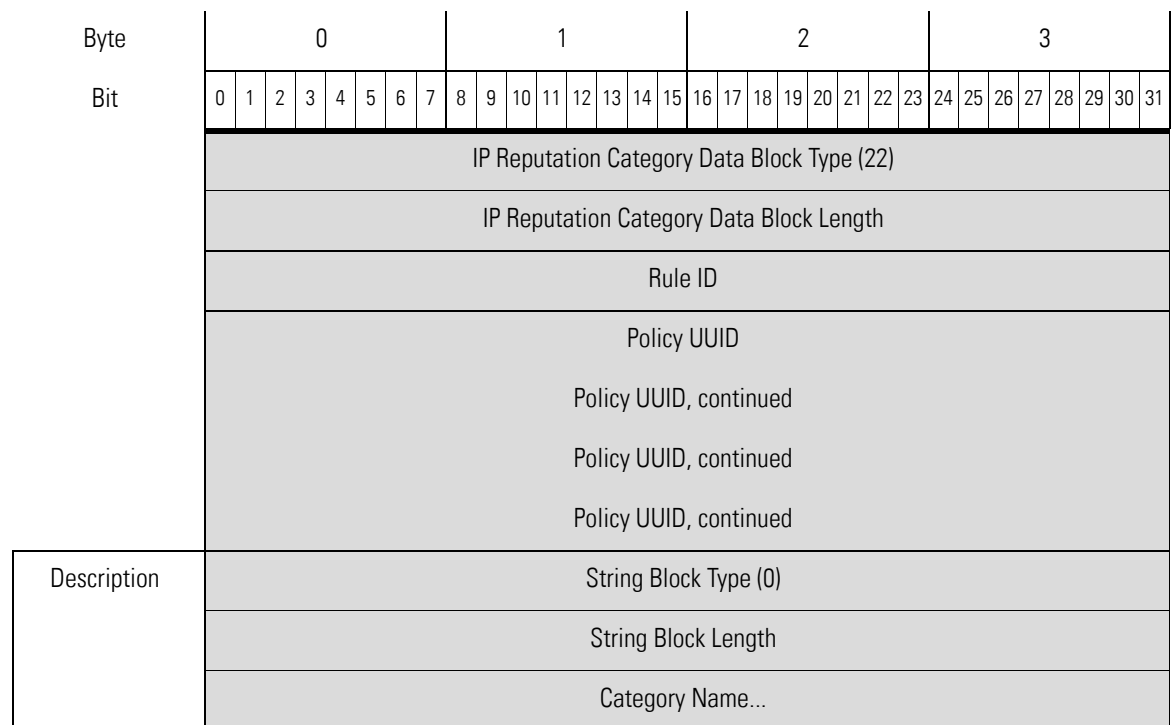 Byte 0 1 2 3
Bit 0 1 2 3 4 5 6 7 8 9 10 11 12 13 14 15 16 17 18 19 20 21 22 23 24 25 26 27 28 29 30 31
IP Reputation Category Data Block Type (22)
IP Reputation Category Data Block Length
Rule ID
Policy UUID
Policy UUID, continued
Policy UUID, continued
Policy UUID, continued
Description String Block Type (0)
String Block Length
Category Name...